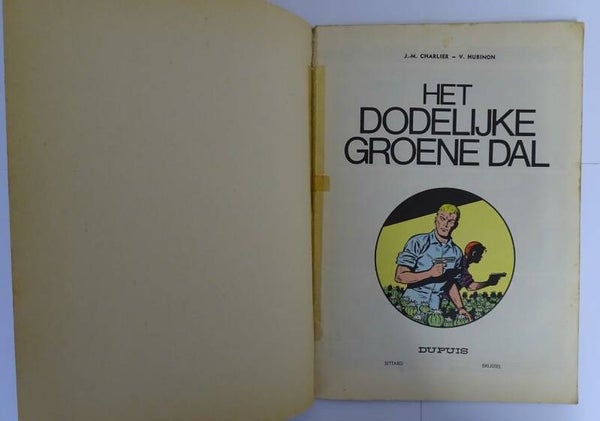 J.-M. CHARLIER – V. HUBINON
HET
DODELIJKE
GROENE DAL
DUPUIS
SITTARD BRUSSEL